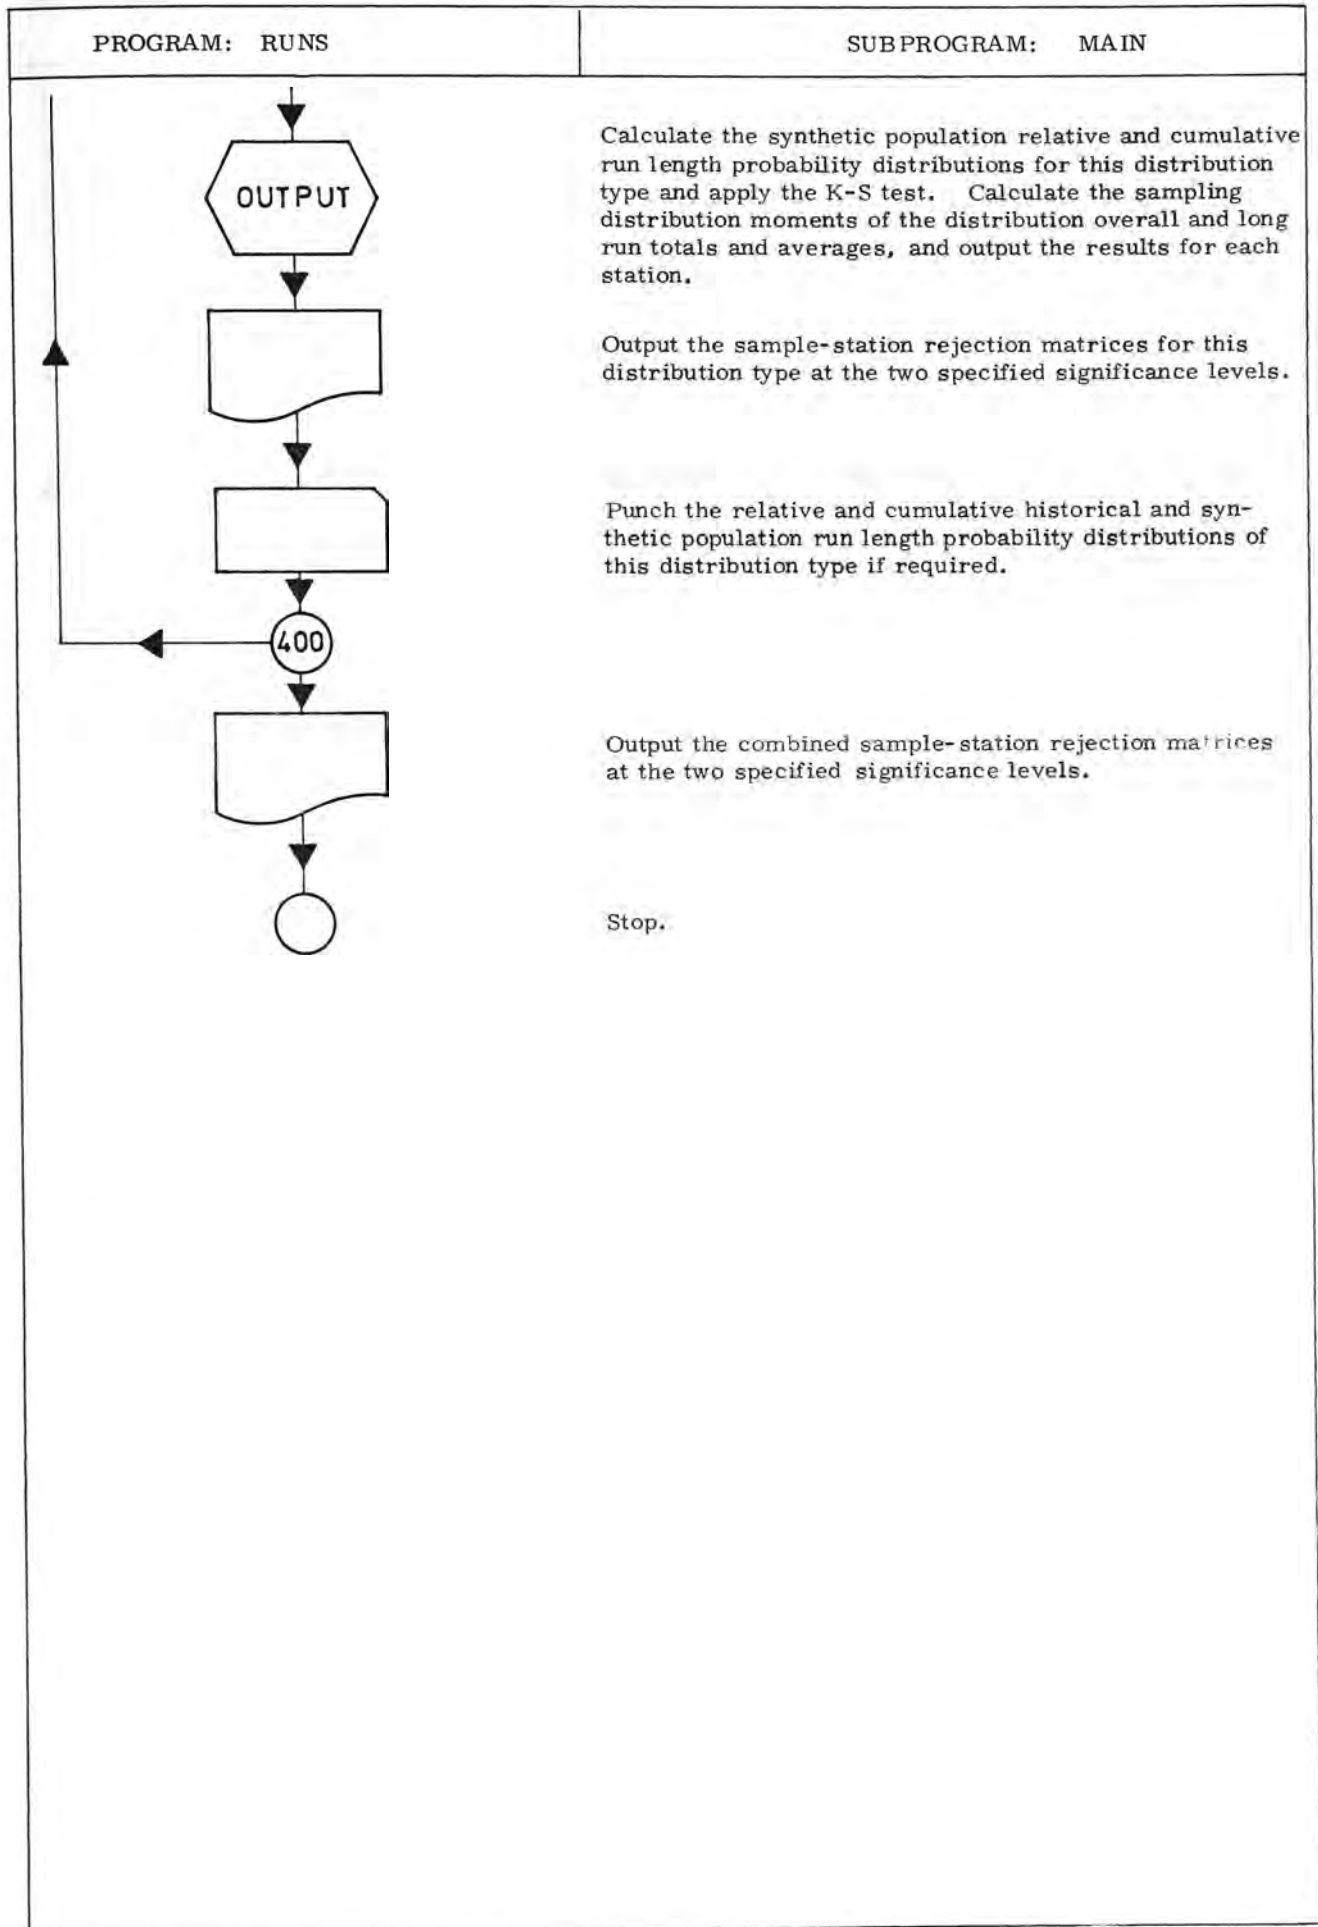 PROGRAM: RUNS
SUBPROGRAM: MAIN
OUTPUT
Calculate the synthetic population relative and cumulative
run length probability distributions for this distribution
type and apply the K-S test. Calculate the sampling
distribution moments of the distribution overall and long
run totals and averages, and output the results for each
station.
Output the sample-station rejection matrices for this
distribution type at the two specified significance levels.
Punch the relative and cumulative historical and syn-
thetic population run length probability distributions of
this distribution type if required.
400
Output the combined sample-station rejection matrices
at the two specified significance levels.
Stop.